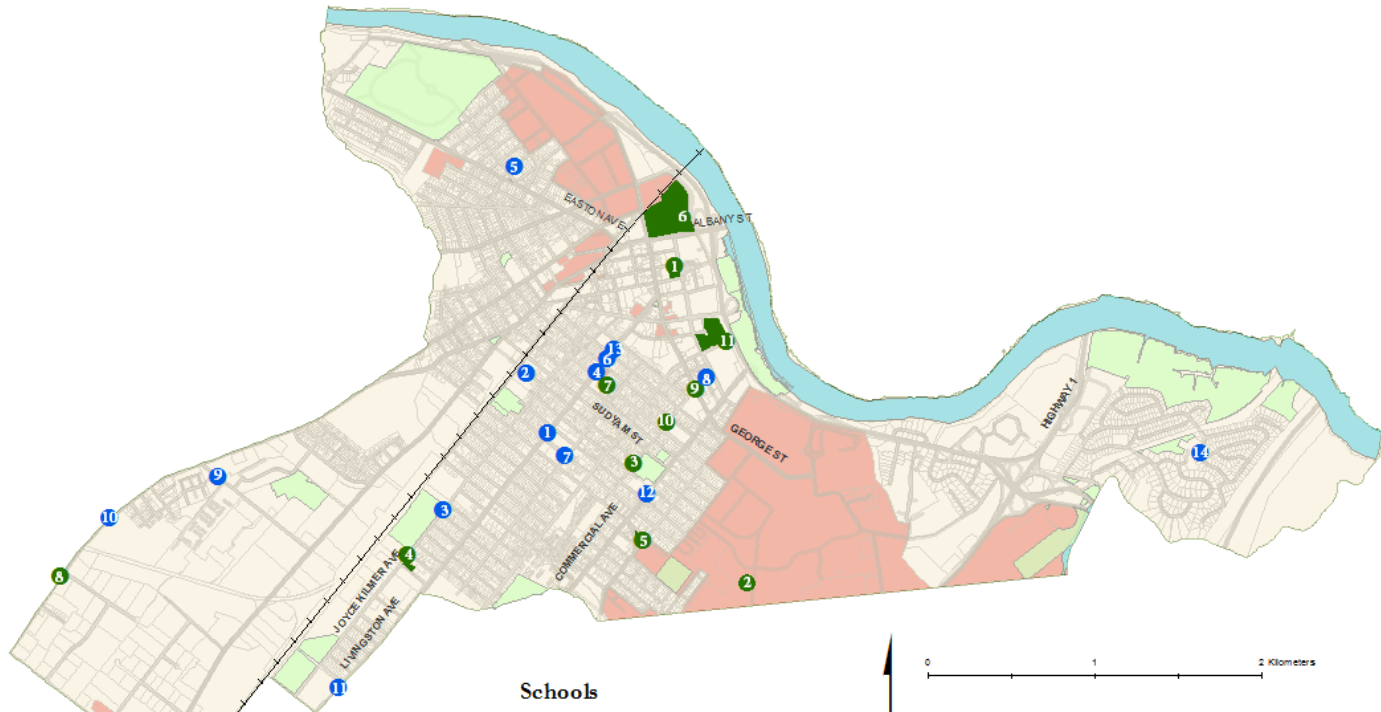 5
EASTON AVE
6
ALBANY ST
1
11
13
6
4
7
2
8
9
SUDYAM ST
10
1
7
3
12
GEORGE ST
HIGHWAY 1
14
9
10
3
4
8
5
COMMERCIAL AVE
2
JOYCE KILMER AVE
LIVINGSTON AVE
11
Schools
0 1 2 Kilometers